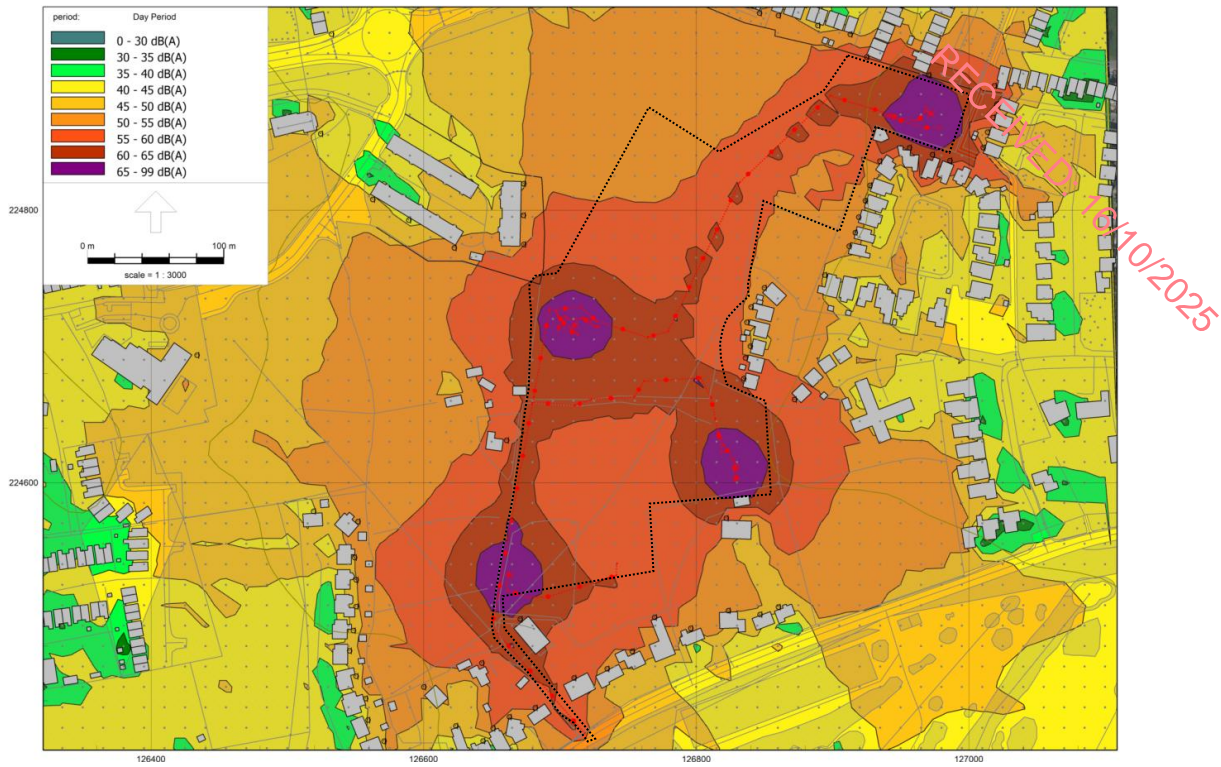 period: Day Period
0 - 30 dB(A)
30 - 35 dB(A)
35 - 40 dB(A)
40 - 45 dB(A)
45 - 50 dB(A)
50 - 55 dB(A)
55 - 60 dB(A)
60 - 65 dB(A)
65 - 99 dB(A)
0 m 100 m
scale = 1 : 3000
RECEIVED 16/10/2025
224800
224600
126400 126600 126800 127000